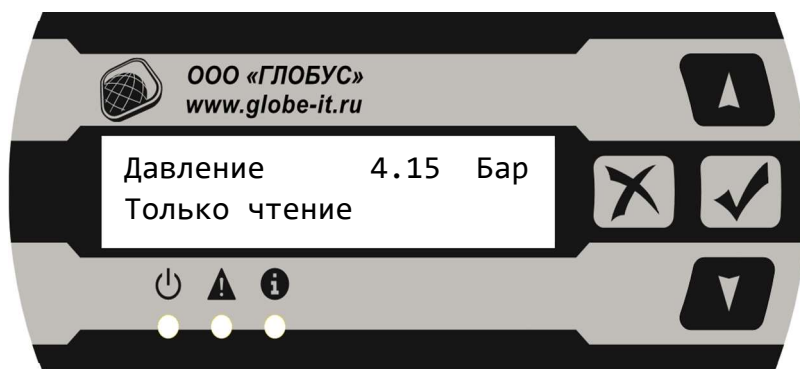 ООО «ГЛОБУС»
www.globe-it.ru
Давление 4.15 Бар
Только чтение